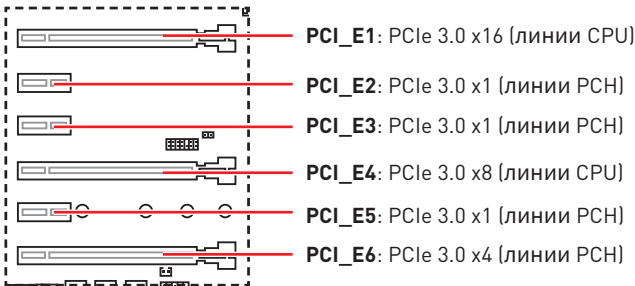 PCI_E1: PCIe 3.0 x16 (линии CPU)
PCI_E2: PCIe 3.0 x1 (линии PCH)
PCI_E3: PCIe 3.0 x1 (линии PCH)
PCI_E4: PCIe 3.0 x8 (линии CPU)
PCI_E5: PCIe 3.0 x1 (линии PCH)
PCI_E6: PCIe 3.0 x4 (линии PCH)